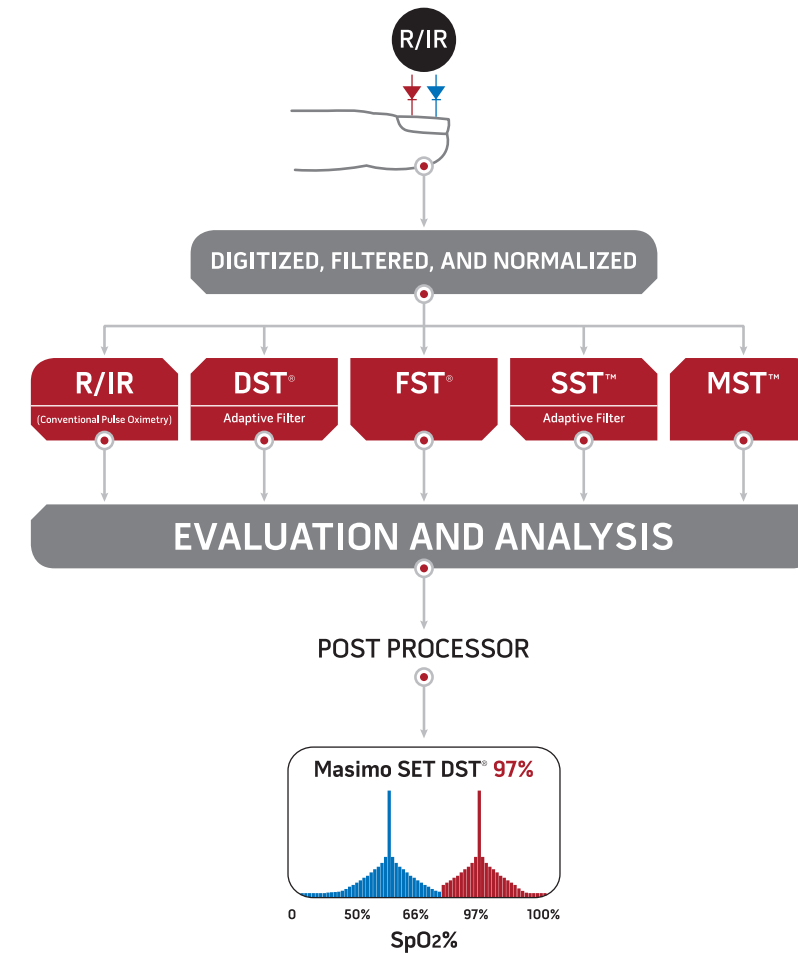 R/IR
DIGITIZED, FILTERED, AND NORMALIZED
R/IR
(Conventional Pulse Oximetry)
DST®
Adaptive Filter
FST®
SST™
Adaptive Filter
MST™
EVALUATION AND ANALYSIS
POST PROCESSOR
Masimo SET DST® 97%
0 50% 66% 97% 100%
SpO2%